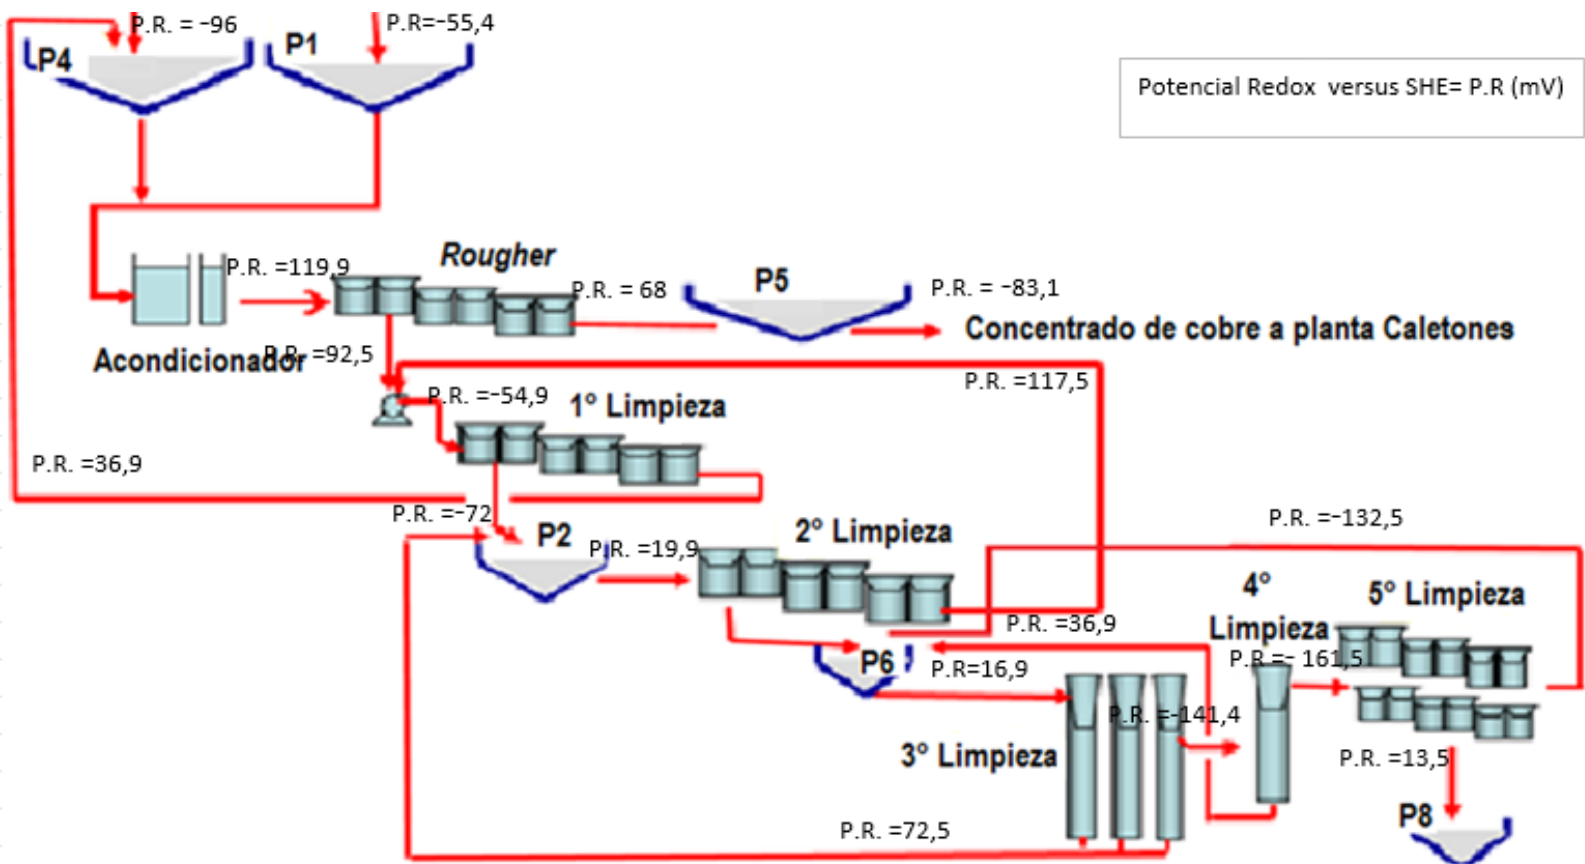 P.R. = -96
P.R=-55,4
P4
P1
Potencial Redox versus SHE= P.R (mV)
Rougher
P.R. =119,9
P5
P.R. = 68
P.R. = -83,1
Concentrado de cobre a planta Caletones
Acondicionador
P.R. =92,5
P.R. =117,5
P.R. =-54,9
1° Limpieza
P.R. =36,9
P.R. =-72
P2
2° Limpieza
P.R. =-132,5
P.R. =19,9
4°
Limpieza
5° Limpieza
P.R. =36,9
P6
P.R=16,9
P.R =- 161,5
P.R. =-141,4
3° Limpieza
P.R. =13,5
P8
P.R. =72,5